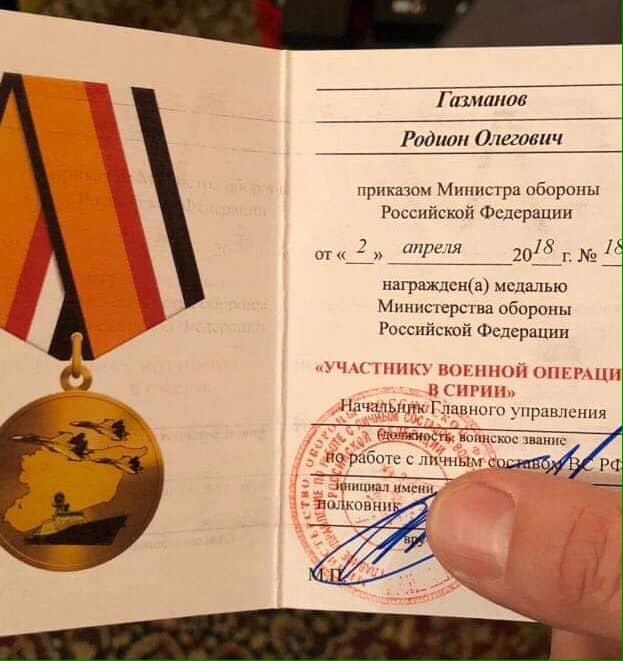 Газманов
Родион Олегович
приказом Министра обороны
Российской Федерации
от « 2 » апреля 2018 г. № 18
награжден(а) медалью
Министерства обороны
Российской Федерации
«УЧАСТНИКУ ВОЕННОЙ ОПЕРАЦИ
В СИРИИ»
Начальник Главного управления
(должность, воинское звание
по работе с личным составом ВС РФ
инициал имени
полковник
вру
М.П.